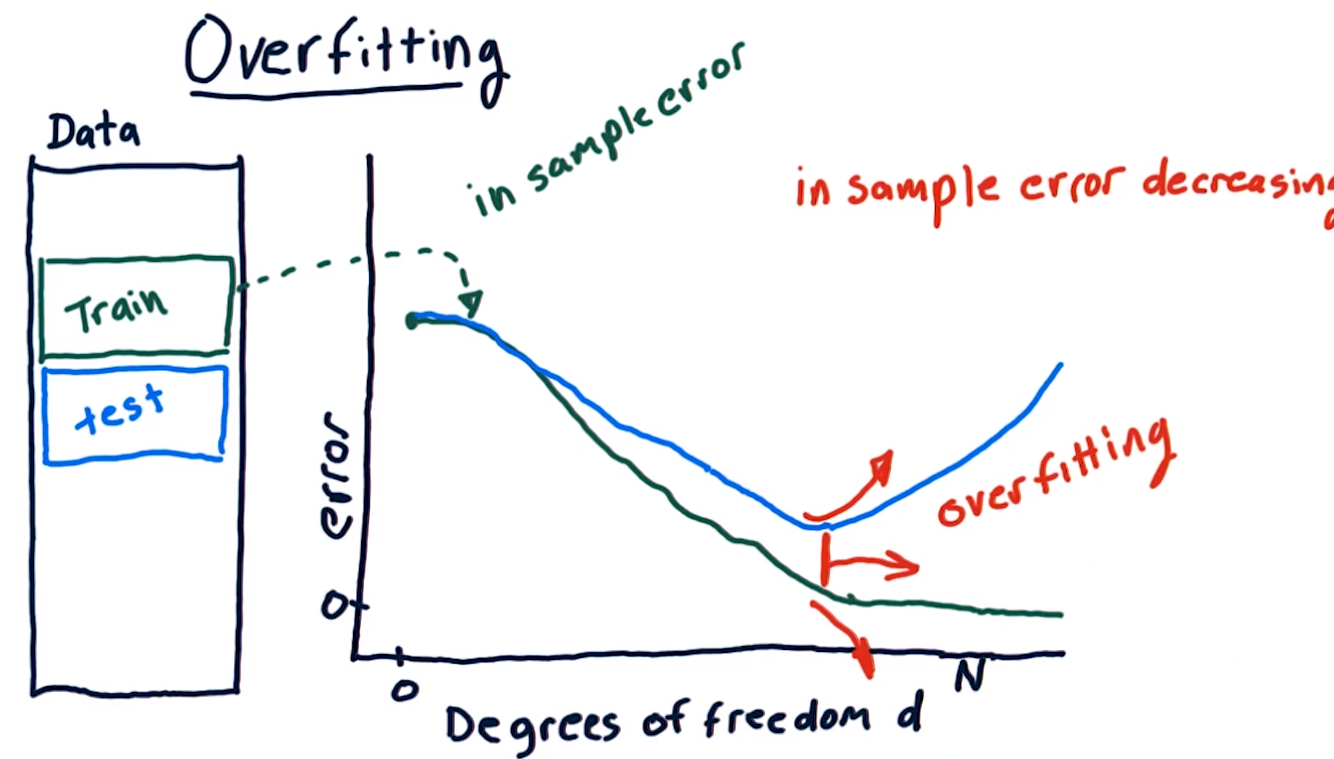 Overfitting
Data
in sample error
in sample error decreasing
Train
test
error
overfitting
0
0
N
Degrees of freedom d